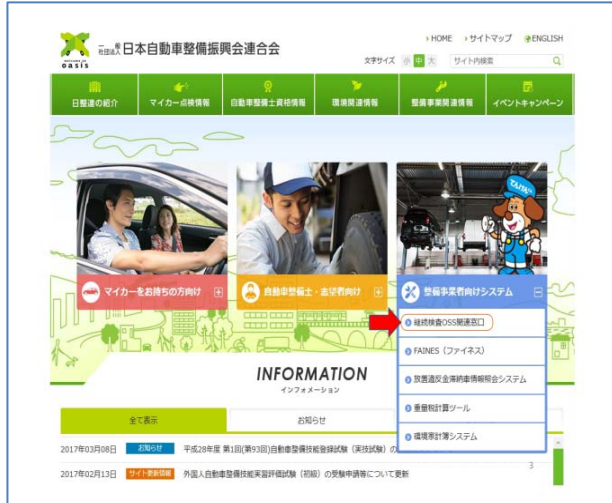 ›HOME ›サイトマップ ENGLISH
WELCOME TO
oasis
一般
社団法人 日本自動車整備振興会連合会
文字サイズ 小 中 大 サイト内検索
日整連の紹介 マイカー点検情報 自動車整備士資格情報 環境関連情報 整備事業関連情報 イベントキャンペーン
マイカーをお持ちの方向け
自動車整備士・志望者向け
整備事業者向けシステム
継続検査OSS関連窓口
FAINES（ファイネス）
放置違反金滞納車情報照会システム
重量税計算ツール
環境家計簿システム
INFORMATION
インフォメーション
全て表示 お知らせ
2017年03月08日 お知らせ 平成28年度 第1回(第93回)自動車整備技能登録試験（実技試験）の
2017年02月13日 サイト更新情報 外国人自動車整備技能実習評価試験（初級）の受験申請等について更新
3